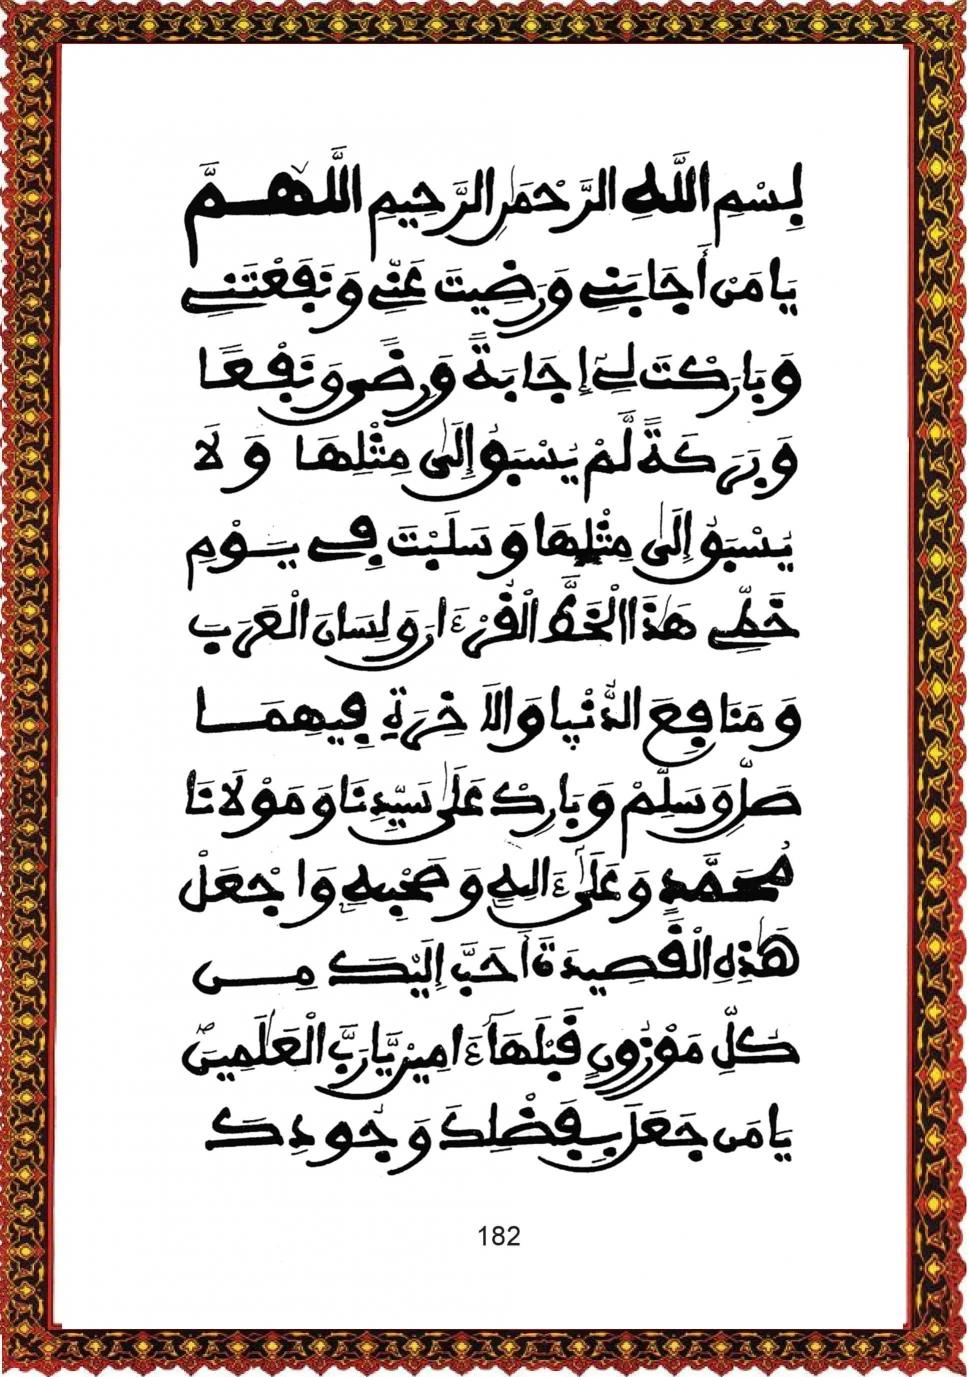 بِسْمِ اللَّهِ الرَّحْمَٰنِ الرَّحِيمِ اللَّهُمَّ
يَا مَنْ أَجَابَنِي وَرَضِيتَ عَنِّي وَنَفَعْتَنِي
وَبَارَكْتَ لِي إِجَابَةً وَرِضًى وَنَفْعًا
وَبَرَكَةً لَّمْ يُسْبَقْ إِلَىٰ مِثْلِهَا وَلَا
يُسْبَقُ إِلَىٰ مِثْلِهَا وَسَلَبْتَ فِي يَوْمِ
خَطِّي هَٰذَا الْخَطِّ الْقُرْءَانَ وَلِسَانَ الْعَرَبِ
وَمَنَافِعَ الدُّنْيَا وَالْآخِرَةِ فِيهِمَا
صَلِّ وَسَلِّمْ وَبَارِكْ عَلَىٰ سَيِّدِنَا وَمَوْلَانَا
مُحَمَّدٍ وَعَلَىٰ ءَالِهِ وَصَحْبِهِ وَاجْعَلْ
هَٰذِهِ الْقَصِيدَةَ أَحَبَّ إِلَيْكَ مِن
كُلِّ مَوْزُونٍ قَبْلَهَا ءَامِينَ يَا رَبَّ الْعَٰلَمِينَ
يَا مَن جَعَلَ بِفَضْلِكَ وَجُودِكَ
182